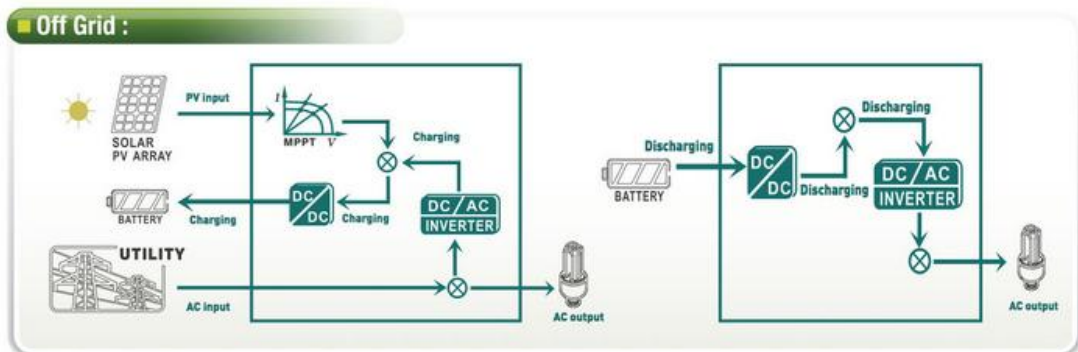 Off Grid :
PV input
I
MPPT V
SOLAR
PV ARRAY
Charging
DC
DC
BATTERY
Charging
Charging
DC / AC
INVERTER
UTILITY
AC input
AC output
Discharging
BATTERY
DC
DC
Discharging
Discharging
DC / AC
INVERTER
AC output